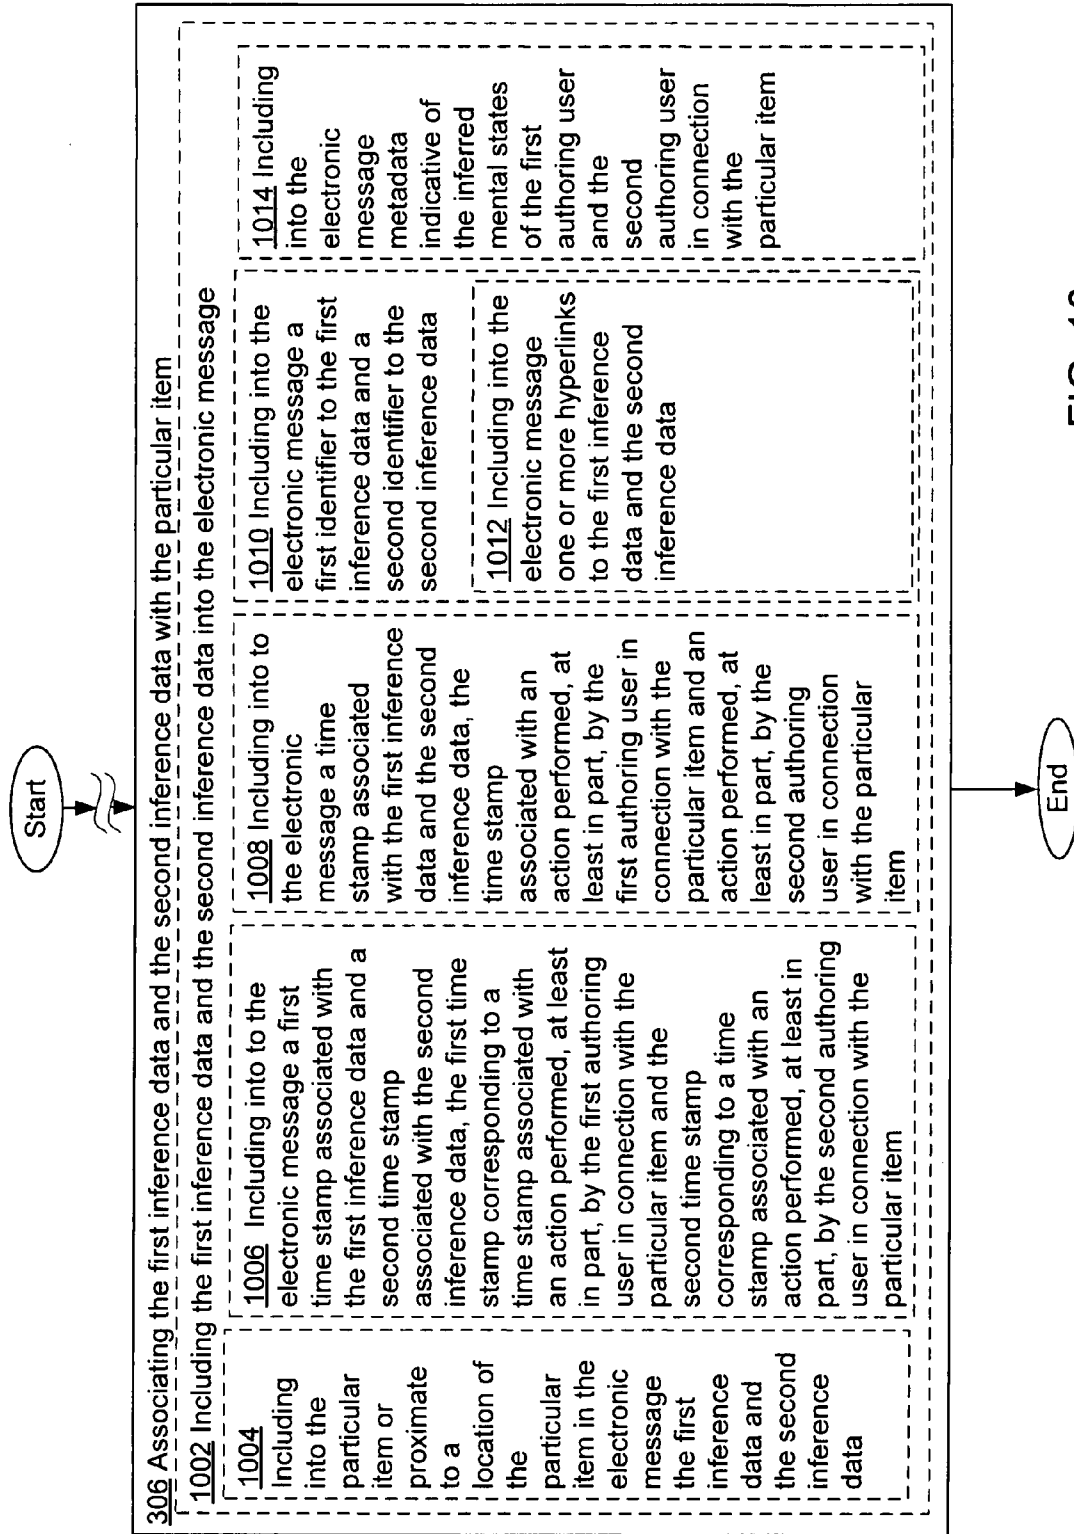 Start
306 Associating the first inference data and the second inference data with the particular item
1002 Including the first inference data and the second inference data into the electronic message
1004
Including
into the
particular
item or
proximate
to a
location of
the
particular
item in the
electronic
message
the first
inference
data and
the second
inference
data
1006 Including into to the
electronic message a first
time stamp associated with
the first inference data and a
second time stamp
associated with the second
inference data, the first time
stamp corresponding to a
time stamp associated with
an action performed, at least
in part, by the first authoring
user in connection with the
particular item and the
second time stamp
corresponding to a time
stamp associated with an
action performed, at least in
part, by the second authoring
user in connection with the
particular item
1008 Including into to
the electronic
message a time
stamp associated
with the first inference
data and the second
inference data, the
time stamp
associated with an
action performed, at
least in part, by the
first authoring user in
connection with the
particular item and an
action performed, at
least in part, by the
second authoring
user in connection
with the particular
item
1010 Including into the
electronic message a
first identifier to the first
inference data and a
second identifier to the
second inference data
1012 Including into the
electronic message
one or more hyperlinks
to the first inference
data and the second
inference data
1014 Including
into the
electronic
message
metadata
indicative of
the inferred
mental states
of the first
authoring user
and the
second
authoring user
in connection
with the
particular item
End